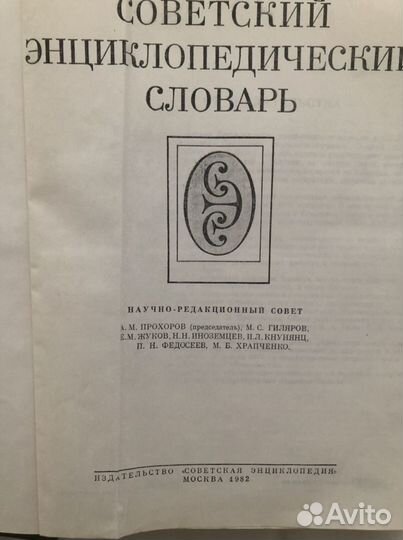 СОВЕТСКИЙ
ЭНЦИКЛОПЕДИЧЕСКИЙ
СЛОВАРЬ
НАУЧНО-РЕДАКЦИОННЫЙ СОВЕТ
А. М. ПРОХОРОВ (председатель), М. С. ГИЛЯРОВ,
Е. М. ЖУКОВ, Н. Н. ИНОЗЕМЦЕВ, И. Л. КНУНЯНЦ,
П. Н. ФЕДОСЕЕВ, М. Б. ХРАПЧЕНКО.
ИЗДАТЕЛЬСТВО «СОВЕТСКАЯ ЭНЦИКЛОПЕДИЯ»
МОСКВА 1982
Avito